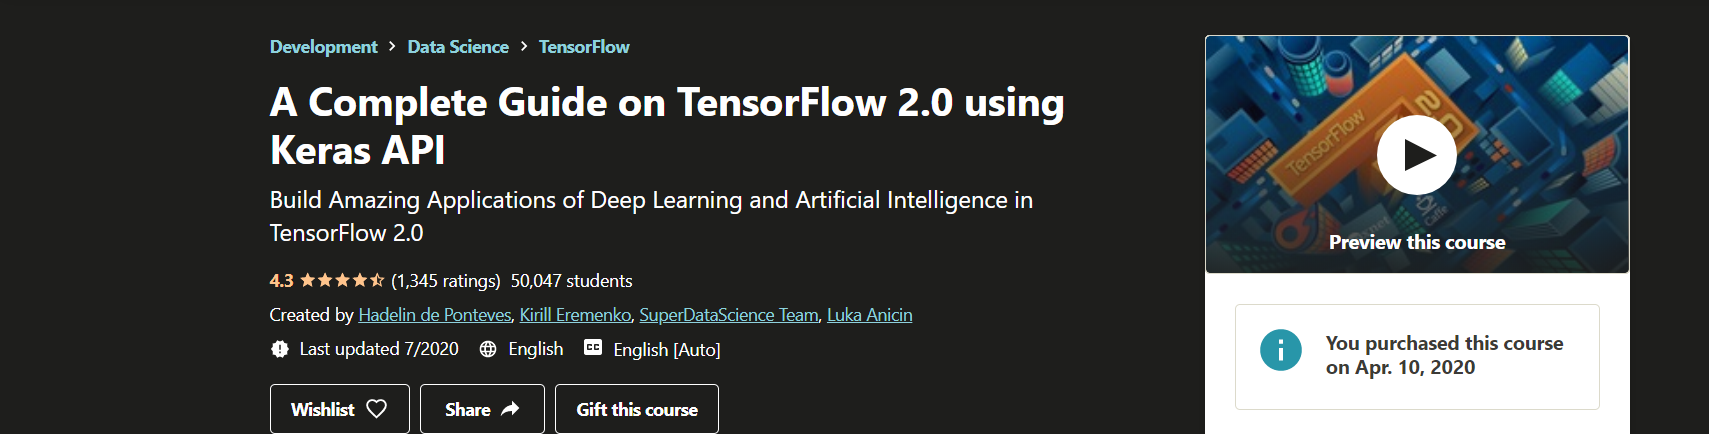 Development > Data Science > TensorFlow
A Complete Guide on TensorFlow 2.0 using
Keras API
Build Amazing Applications of Deep Learning and Artificial Intelligence in
TensorFlow 2.0
4.3 (1,345 ratings) 50,047 students
Created by Hadelin de Ponteves, Kirill Eremenko, SuperDataScience Team, Luka Anicin
Last updated 7/2020 English CC English [Auto]
Wishlist Share Gift this course
TensorFlow
2.0
Caffe
Preview this course
You purchased this course
on Apr. 10, 2020